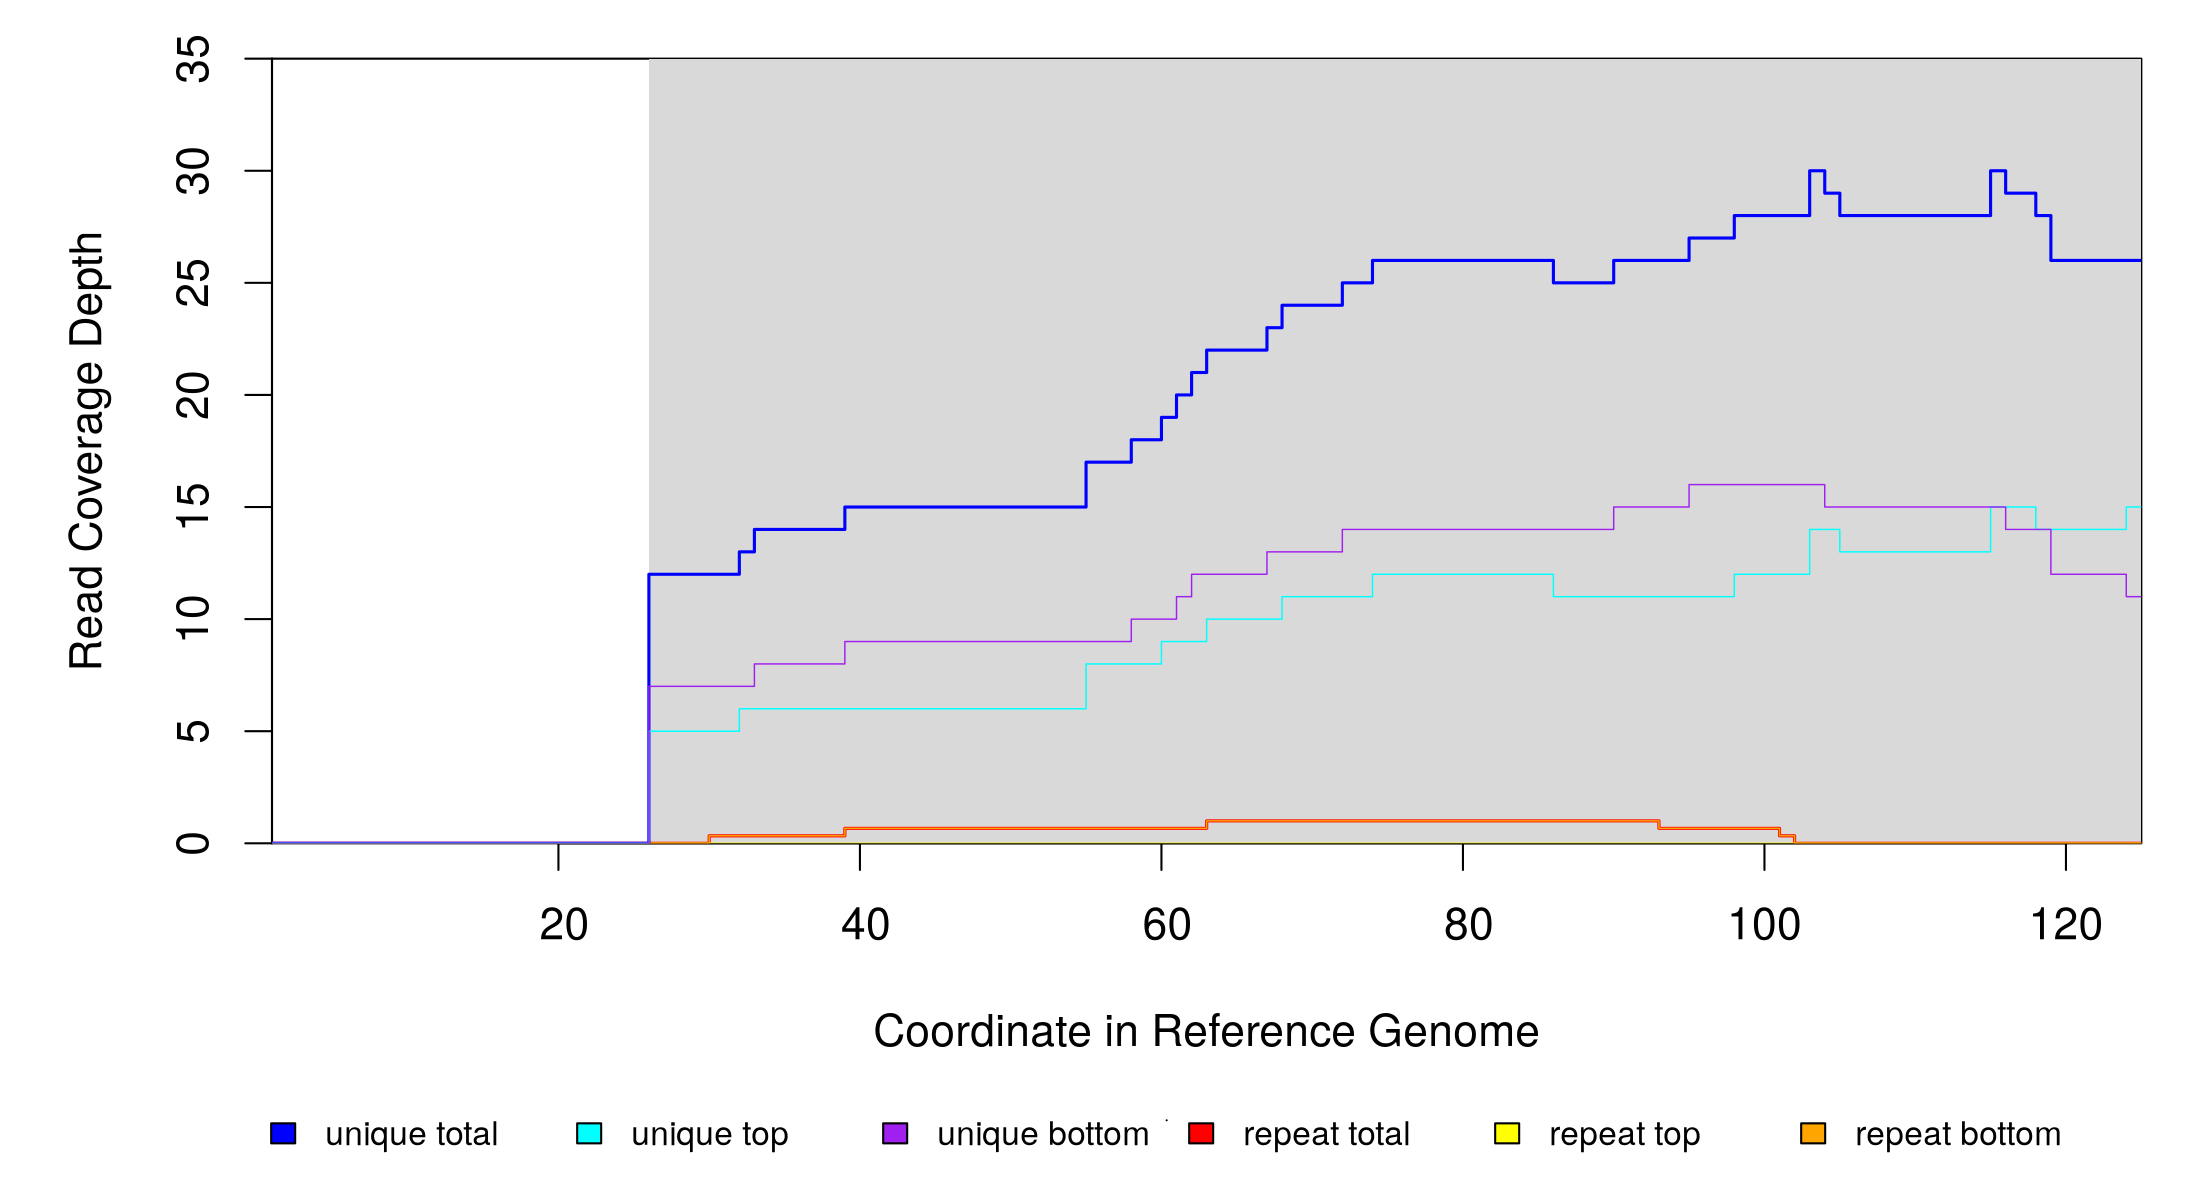 35
30
25
20
15
10
5
0
Read Coverage Depth
20 40 60 80 100 120
Coordinate in Reference Genome
unique total unique top unique bottom repeat total repeat top repeat bottom